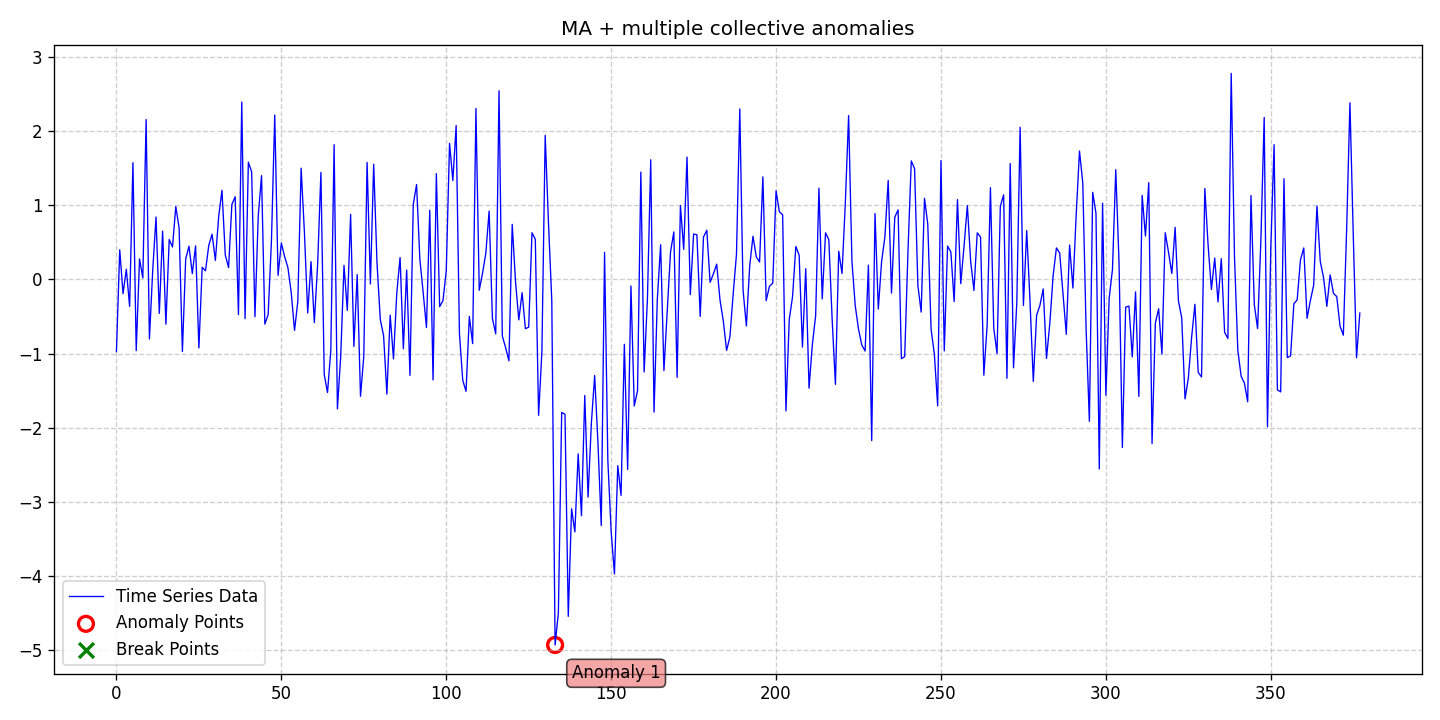 MA + multiple collective anomalies
3
2
1
0
−1
−2
−3
−4
−5
Time Series Data
Anomaly Points
Break Points
Anomaly 1
0 50 100 150 200 250 300 350